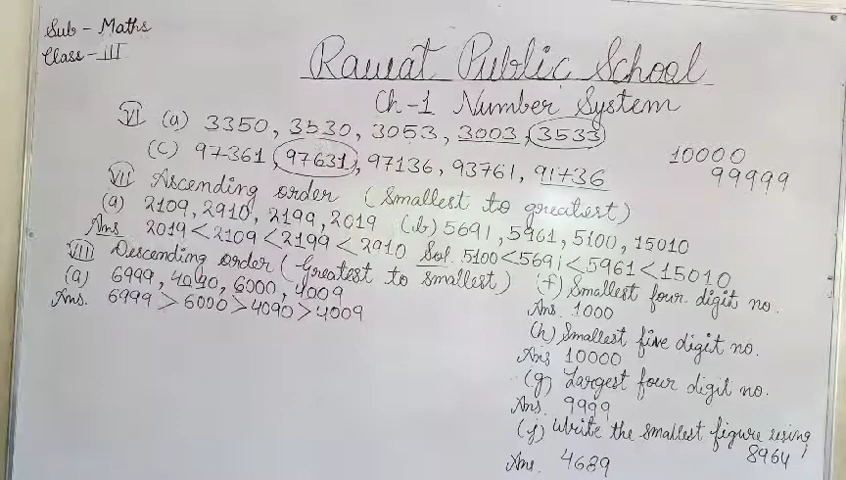 Sub - Maths
Class - III
Rawat Public School
Ch-1 Number System
VI (a) 3350, 3530, 3053, 3003, 3533
(C) 97361, 97631, 97136, 93761, 91736
10000
99999
VII Ascending order (Smallest to greatest)
(a) 2109, 2910, 2199, 2019 (b) 5691, 5961, 5100, 15010
Ans 2019 < 2109 < 2199 < 2910 Sol. 5100 < 5691 < 5961 < 15010
VIII Descending order (Greatest to smallest)
(a) 6999, 4090, 6000, 4009
Ans. 6999 > 6000 > 4090 > 4009
(f) Smallest four digit no.
Ans. 1000
(h) Smallest five digit no.
Ans 10000
(g) Largest four digit no.
Ans. 9999
(j) Write the smallest figure using
8964
Ans. 4689